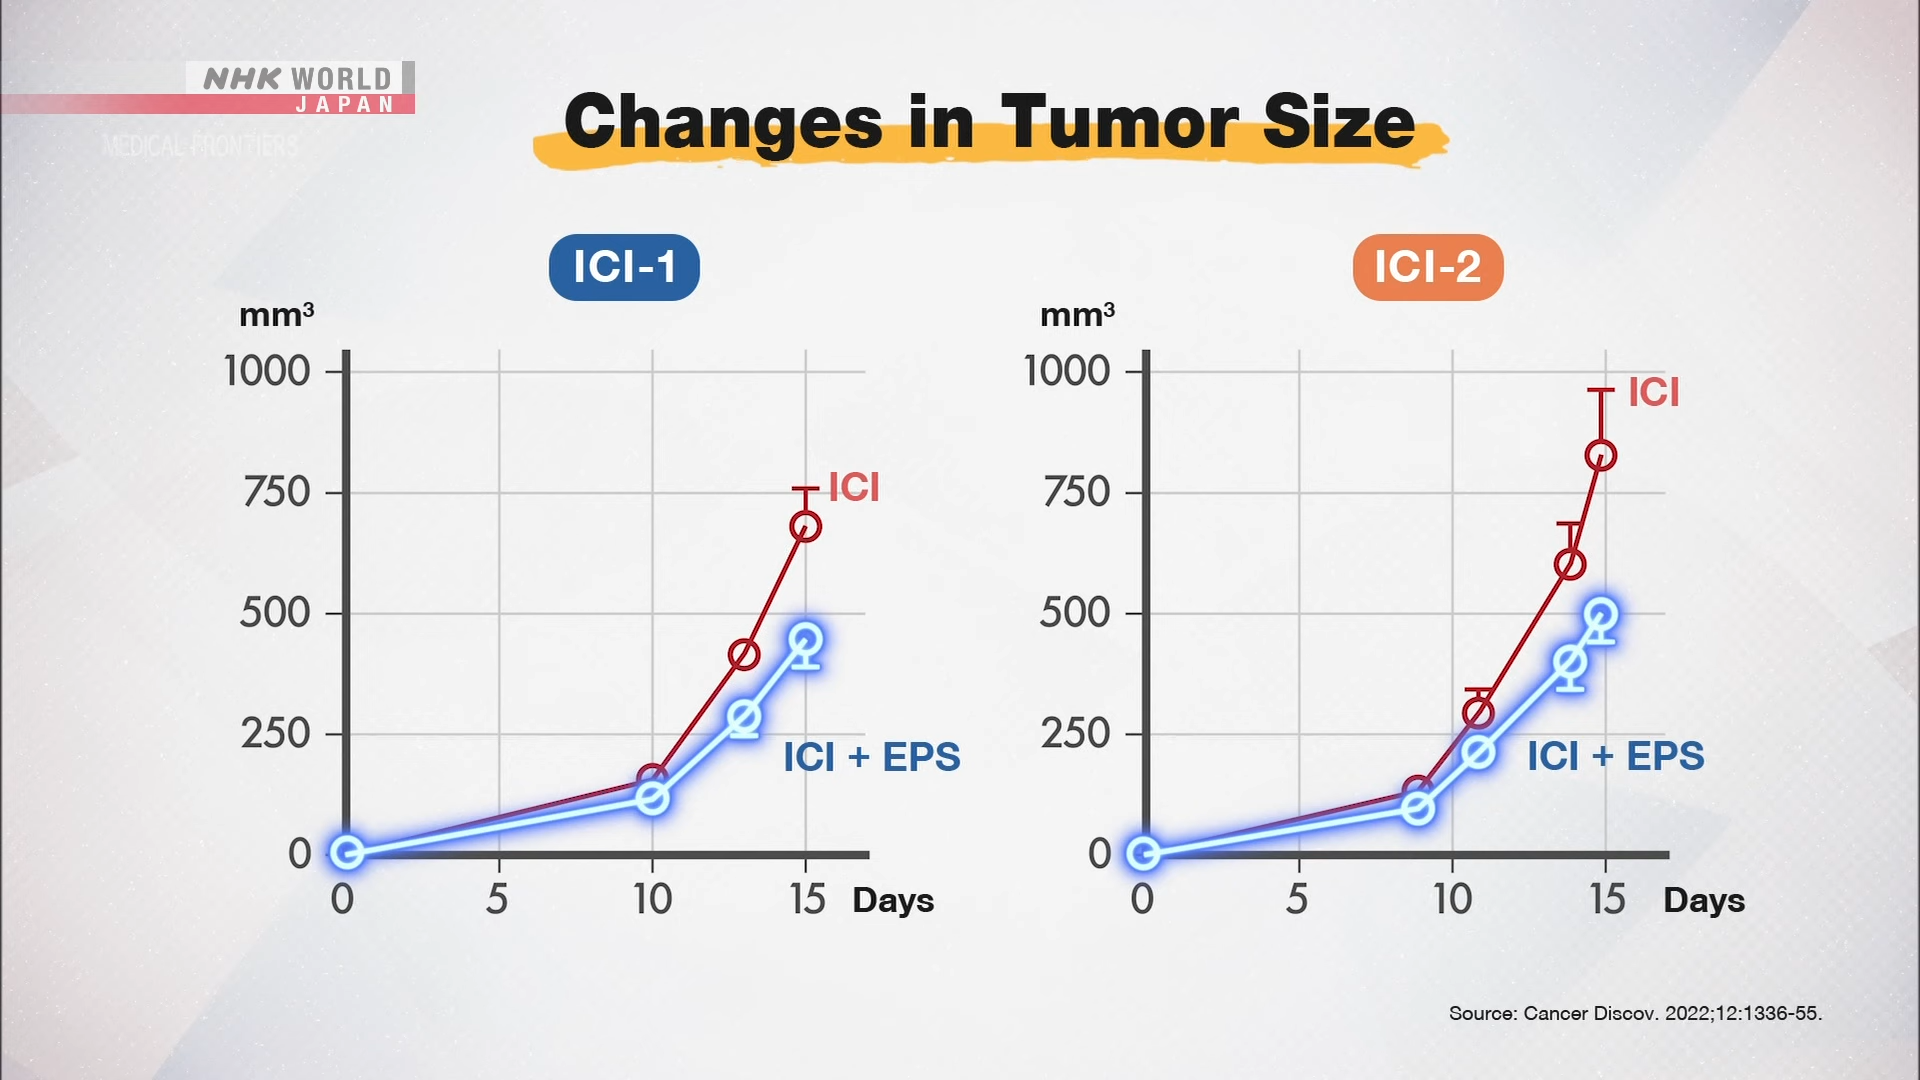 NHK WORLD
JAPAN
MEDICAL FRONTIERS
Changes in Tumor Size
ICI-1
mm³
1000
750
500
250
0
0 5 10 15 Days
ICI
ICI + EPS
ICI-2
mm³
1000
750
500
250
0
0 5 10 15 Days
ICI
ICI + EPS
Source: Cancer Discov. 2022;12:1336-55.